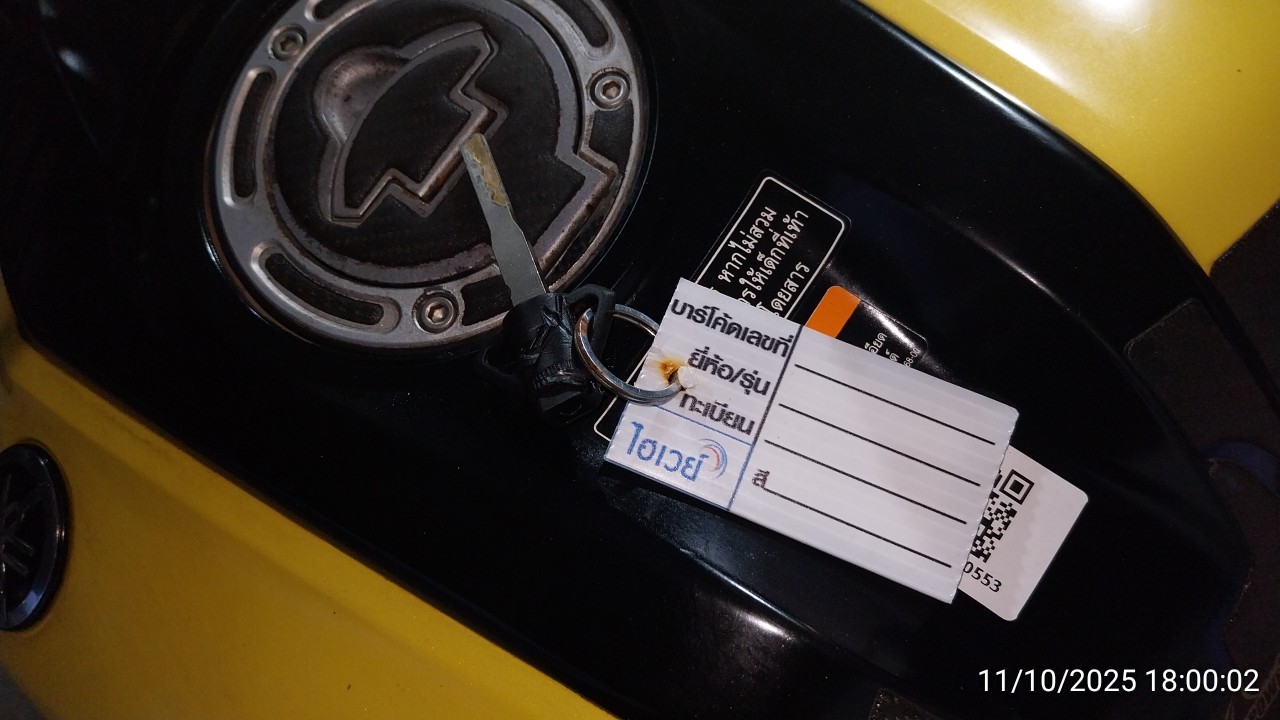 หากไม่สวม
รให้เด็กที่เท้า
โดยสาร
บาร์โค้ดเลขที่
ยี่ห้อ/รุ่น
ทะเบียน
สี
ไฮเวย์
0553
11/10/2025 18:00:02